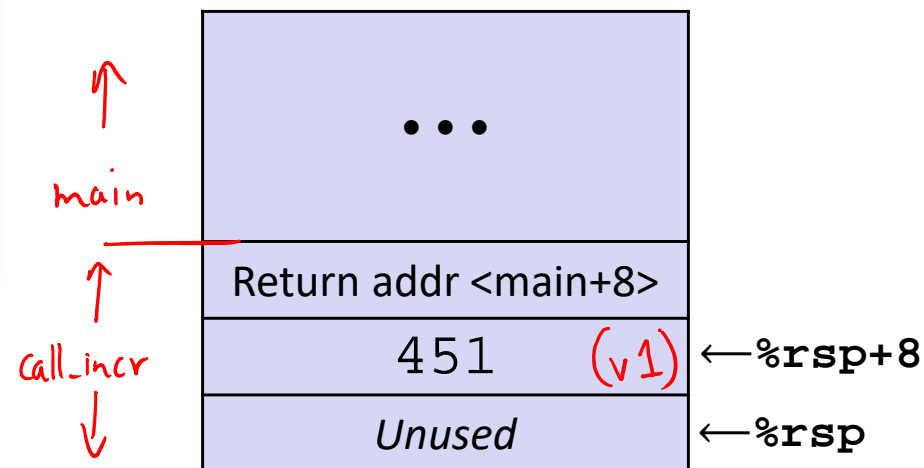 • • •
main
Return addr <main+8>
call_incr
451 (v1) ←%rsp+8
Unused ←%rsp